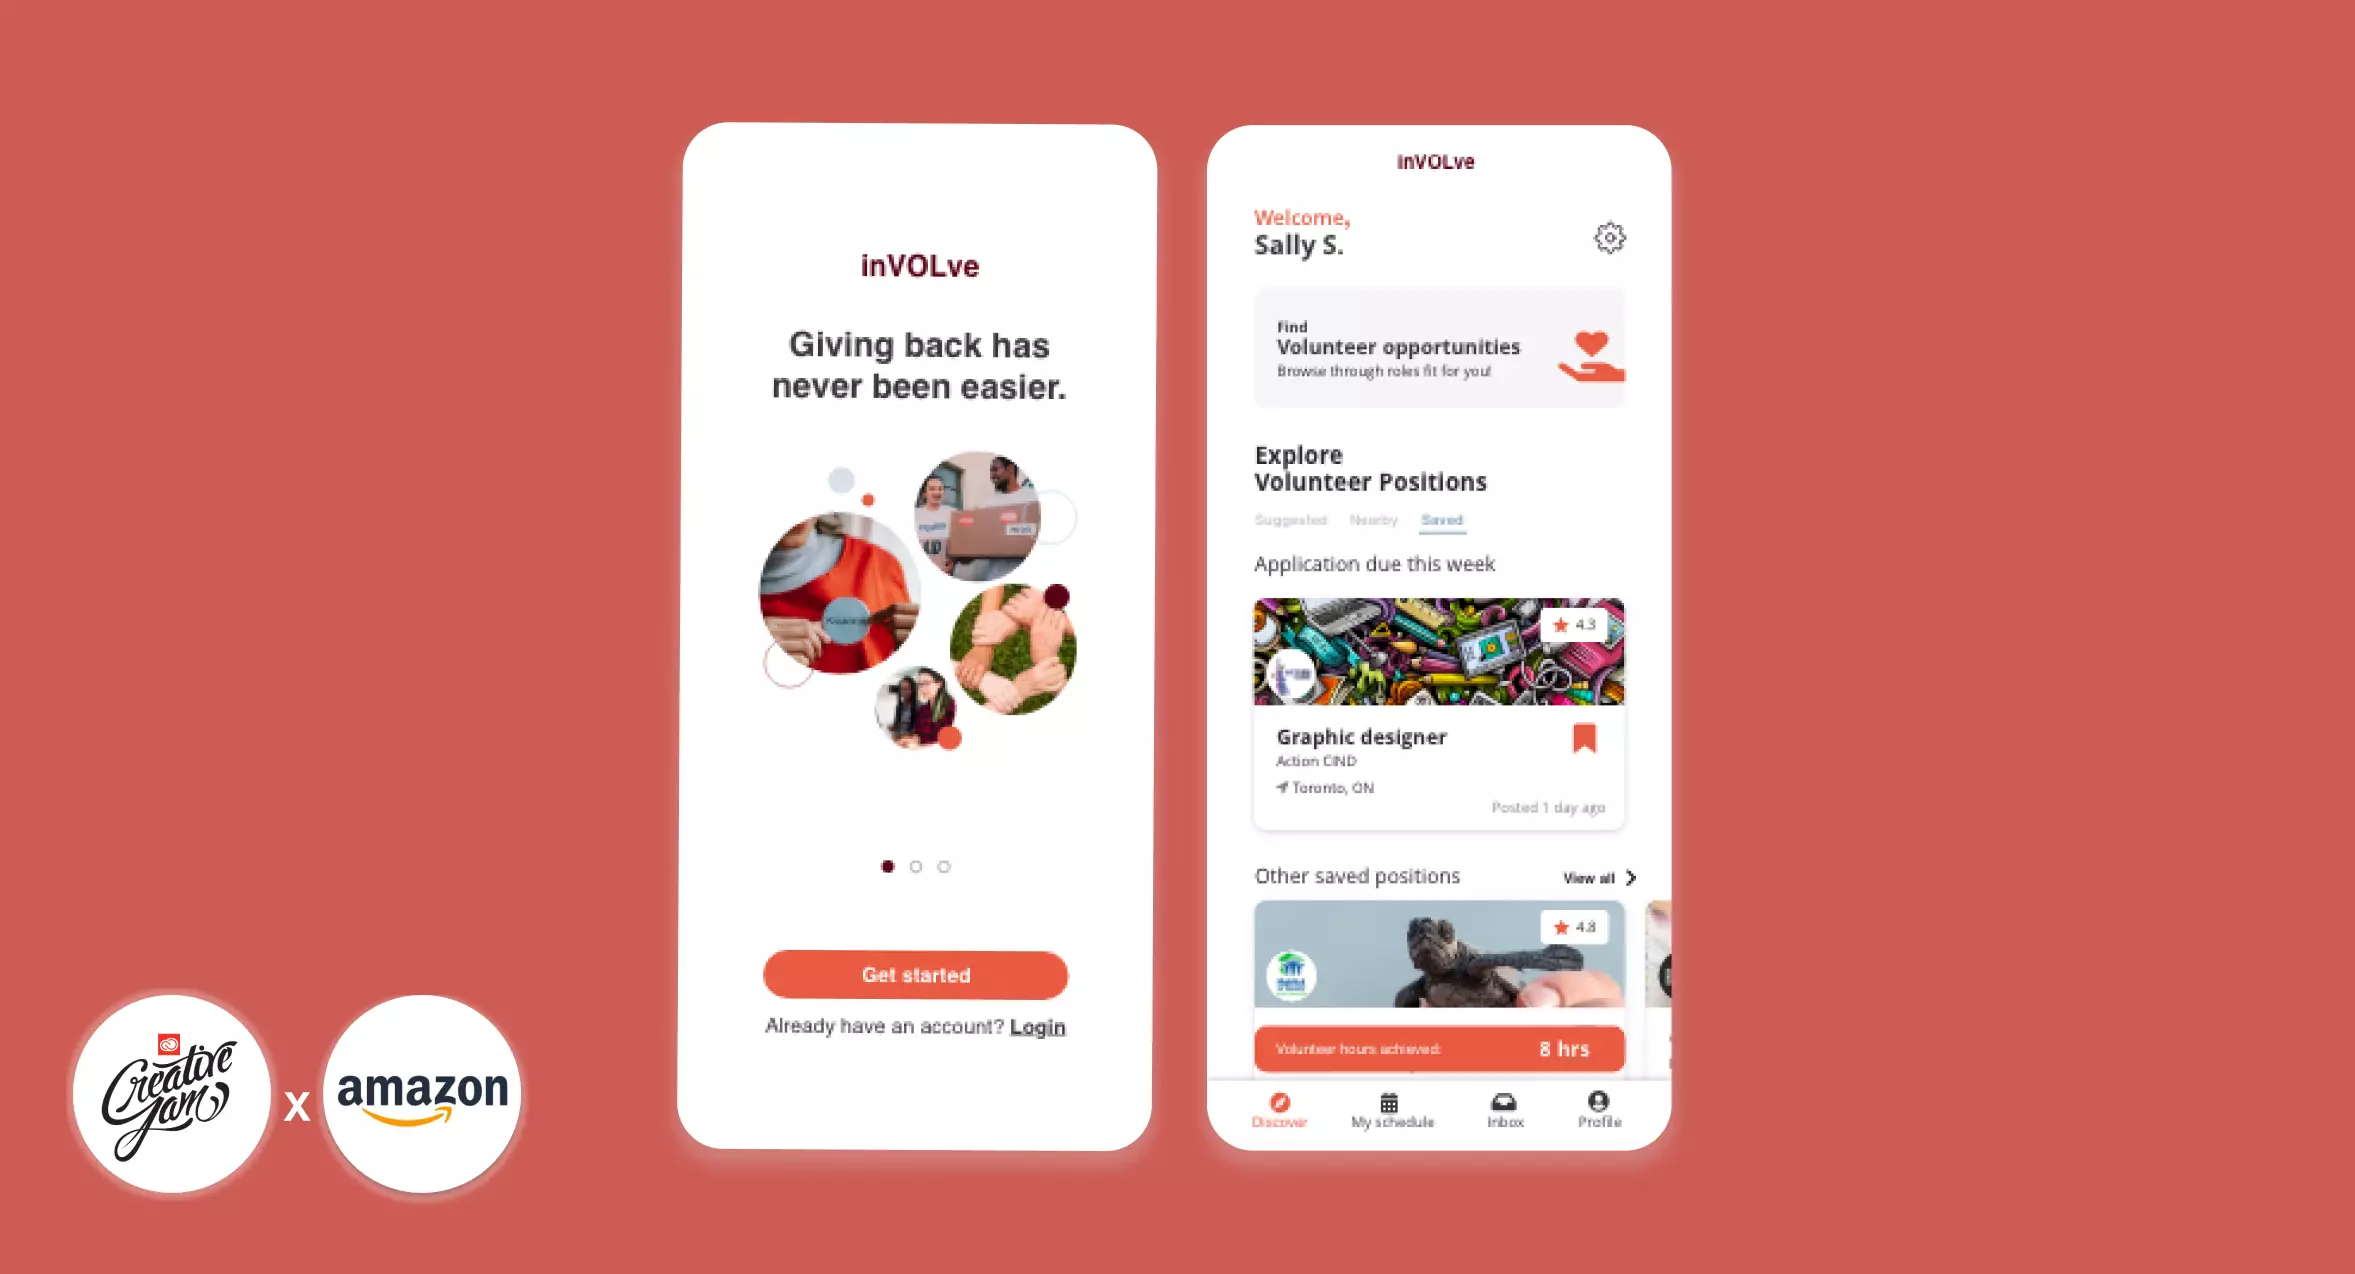 inVOLve
Giving back has
never been easier.
Get started
Already have an account? Login
inVOLve
Welcome,
Sally S.
Find
Volunteer opportunities
Browse through roles fit for you!
Explore
Volunteer Positions
Suggested Nearby Saved
Application due this week
4.3
Graphic designer
Action CIND
Toronto, ON
Posted 1 day ago
Other saved positions
View all
4.8
Volunteer hours achieved:
8 hrs
Discover My schedule Inbox Profile
Creative
Jam
x
amazon